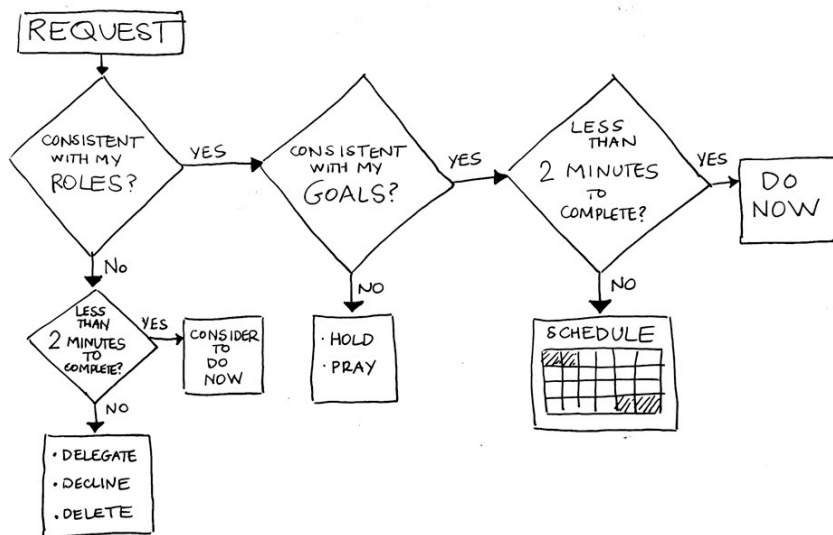 REQUEST
CONSISTENT
WITH MY
ROLES?
YES
CONSISTENT
WITH MY
GOALS?
YES
LESS
THAN
2 MINUTES
TO
COMPLETE?
YES
DO
NOW
NO
LESS
THAN
2 MINUTES
TO
COMPLETE?
YES
CONSIDER
TO
DO
NOW
NO
• HOLD
• PRAY
NO
SCHEDULE
NO
• DELEGATE
• DECLINE
• DELETE